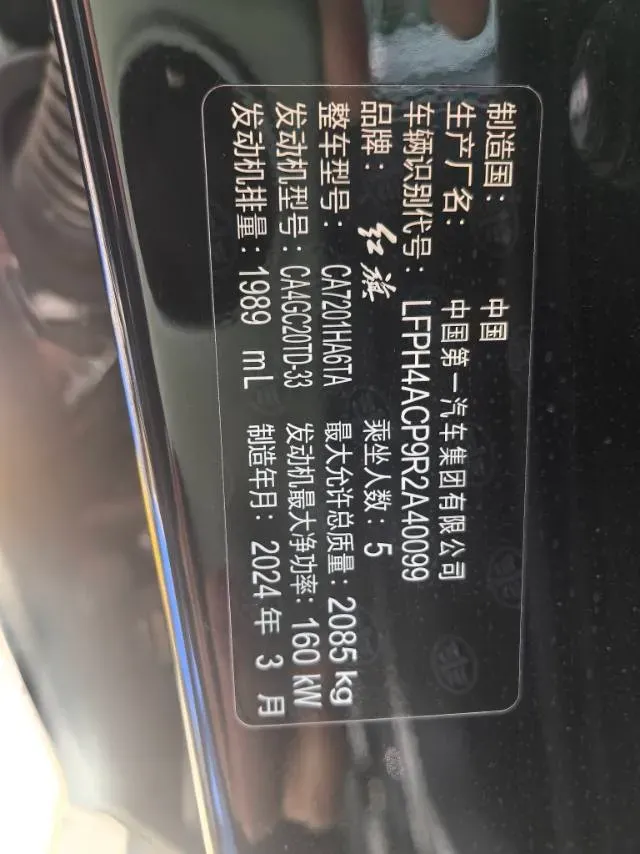 制造国： 中国
生产厂名： 中国第一汽车集团有限公司
车辆识别代号： LFPH4ACP9R2A40099
品牌： 红旗 乘坐人数：5
整车型号： CA7201HA6TA 最大允许总质量：2085 kg
发动机型号：CA4GC20TD-33 发动机最大净功率：160 kW
发动机排量：1989 mL 制造年月：2024 年 3 月